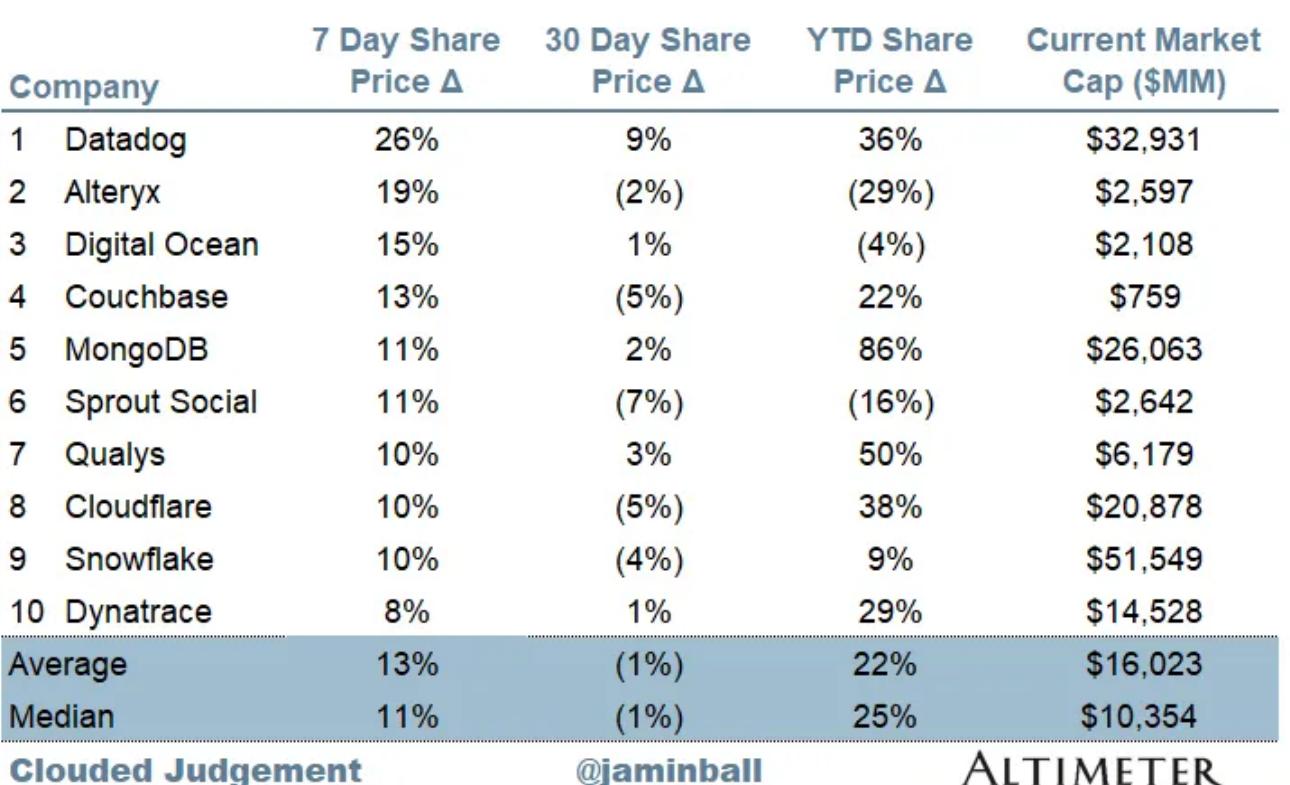 7 Day Share 30 Day Share YTD Share Current Market
Company Price Δ Price Δ Price Δ Cap ($MM)
1 Datadog 26% 9% 36% $32,931
2 Alteryx 19% (2%) (29%) $2,597
3 Digital Ocean 15% 1% (4%) $2,108
4 Couchbase 13% (5%) 22% $759
5 MongoDB 11% 2% 86% $26,063
6 Sprout Social 11% (7%) (16%) $2,642
7 Qualys 10% 3% 50% $6,179
8 Cloudflare 10% (5%) 38% $20,878
9 Snowflake 10% (4%) 9% $51,549
10 Dynatrace 8% 1% 29% $14,528
Average 13% (1%) 22% $16,023
Median 11% (1%) 25% $10,354
Clouded Judgement @jaminball ALTIMETER